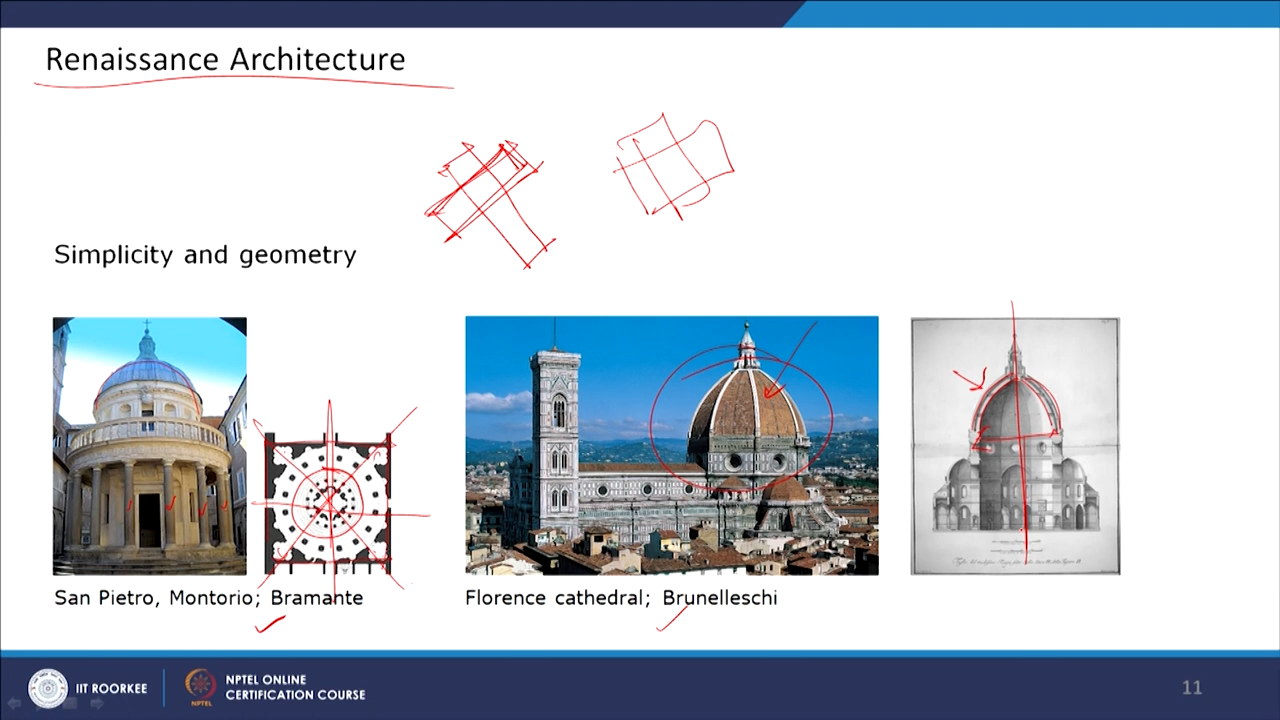 Renaissance Architecture
Simplicity and geometry
San Pietro, Montorio; Bramante
Florence cathedral; Brunelleschi
IIT ROORKEE
NPTEL ONLINE
CERTIFICATION COURSE
NPTEL
11